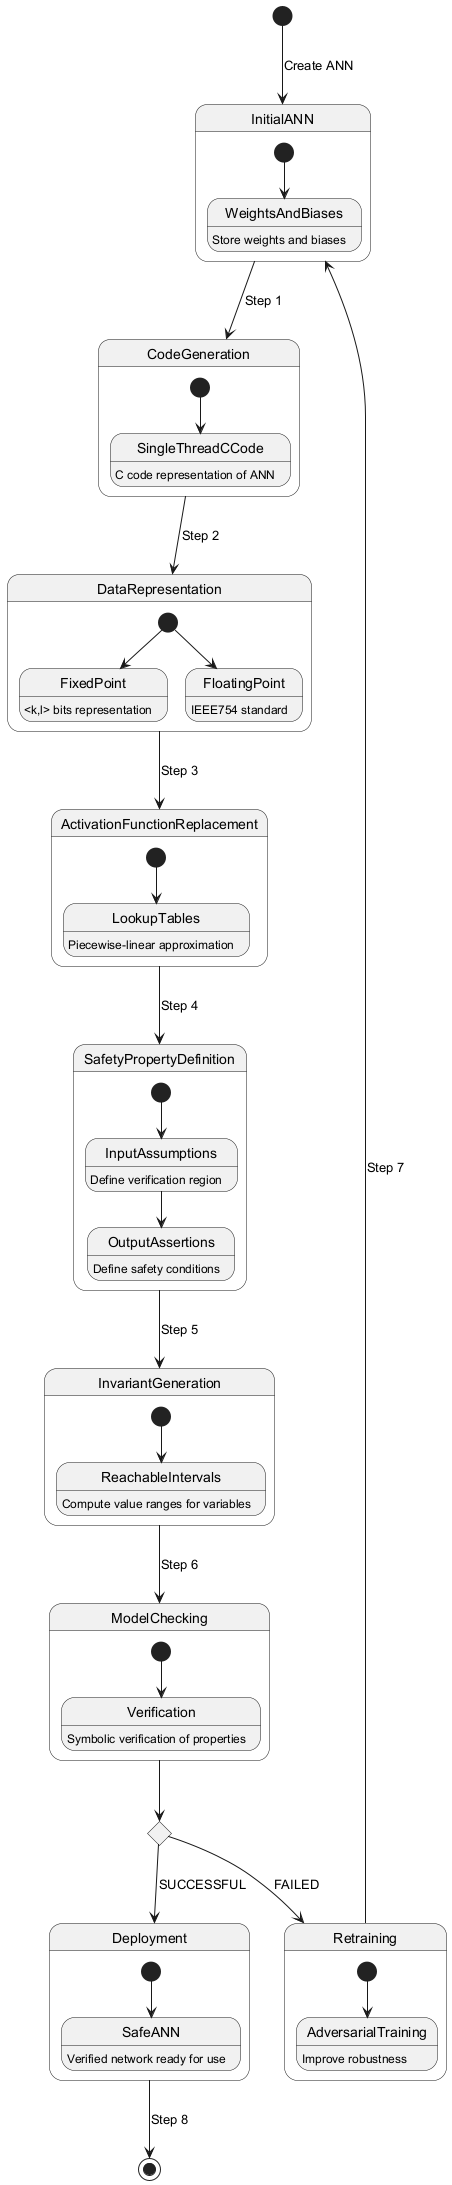 Create ANN
InitialANN
WeightsAndBiases
Store weights and biases
Step 1
CodeGeneration
SingleThreadCCode
C code representation of ANN
Step 2
DataRepresentation
FixedPoint
<k,l> bits representation
FloatingPoint
IEEE754 standard
Step 3
ActivationFunctionReplacement
LookupTables
Piecewise-linear approximation
Step 4
SafetyPropertyDefinition
InputAssumptions
Define verification region
OutputAssertions
Define safety conditions
Step 7
Step 5
InvariantGeneration
ReachableIntervals
Compute value ranges for variables
Step 6
ModelChecking
Verification
Symbolic verification of properties
SUCCESSFUL
FAILED
Deployment
SafeANN
Verified network ready for use
Retraining
AdversarialTraining
Improve robustness
Step 8